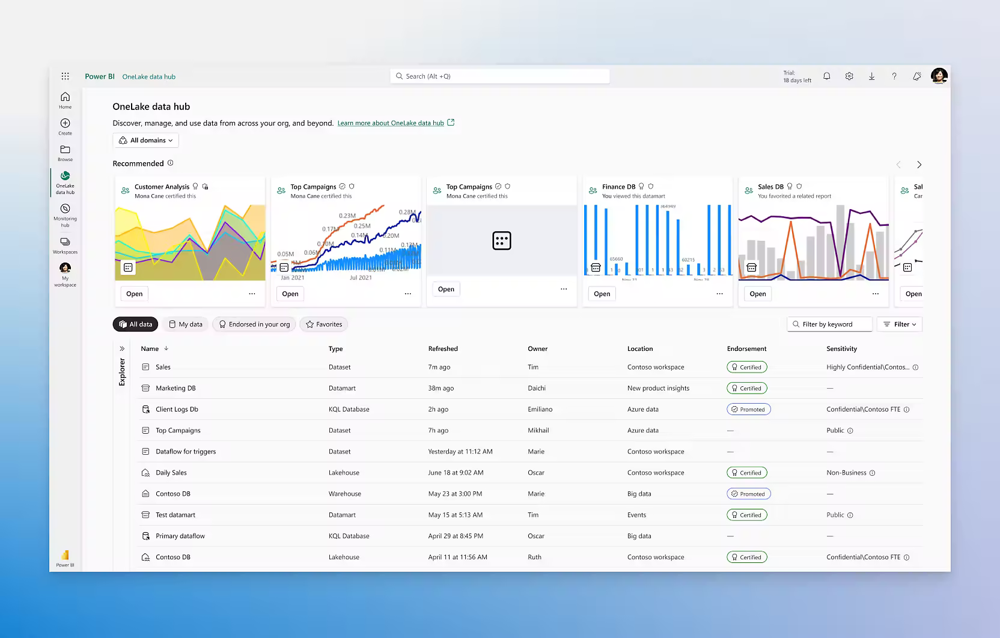 Power BI OneLake data hub
Search (Alt +Q)
Trial:
18 days left
Home
Create
Browse
OneLake
data hub
Monitoring
hub
Workspaces
My
workspace
Power BI
OneLake data hub
Discover, manage, and use data from across your org, and beyond. Learn more about OneLake data hub
All domains
Recommended
Customer Analysis
Mona Cane certified this
Open
Top Campaigns
Mona Cane certified this
0.23M
0.28M
0.17M
0.25M
0.14M
0.20M
0.10M
0.05M
0.06M
0.11M
Jan 2021
Jul 2021
Open
Top Campaigns
Mona Cane certified this
Open
Finance DB
You viewed this datamart
364949
65660
60215
Open
Sales DB
You favorited a related report
Open
Sal
Car
Open
All data My data Endorsed in your org Favorites
Filter by keyword Filter
Explorer
Name Type Refreshed Owner Location Endorsement Sensitivity
Sales Dataset 7m ago Tim Contoso workspace Certified Highly Confidential\Contos...
Marketing DB Datamart 38m ago Daichi New product insights Certified —
Client Logs Db KQL Database 2h ago Emiliano Azure data Promoted Confidential\Contoso FTE
Top Campaigns Dataset 7h ago Mikhail Azure data — Public
Dataflow for triggers Dataset Yesterday at 11:12 AM Marie Contoso workspace — —
Daily Sales Lakehouse June 18 at 9:02 AM Oscar Contoso workspace Certified Non-Business
Contoso DB Warehouse May 23 at 3:00 PM Marie Big data Promoted —
Test datamart Datamart May 15 at 5:13 AM Tim Events Certified Public
Primary dataflow KQL Database April 29 at 8:45 PM Oscar Big data — —
Contoso DB Lakehouse April 11 at 11:56 AM Ruth Contoso workspace Certified Confidential\Contoso FTE